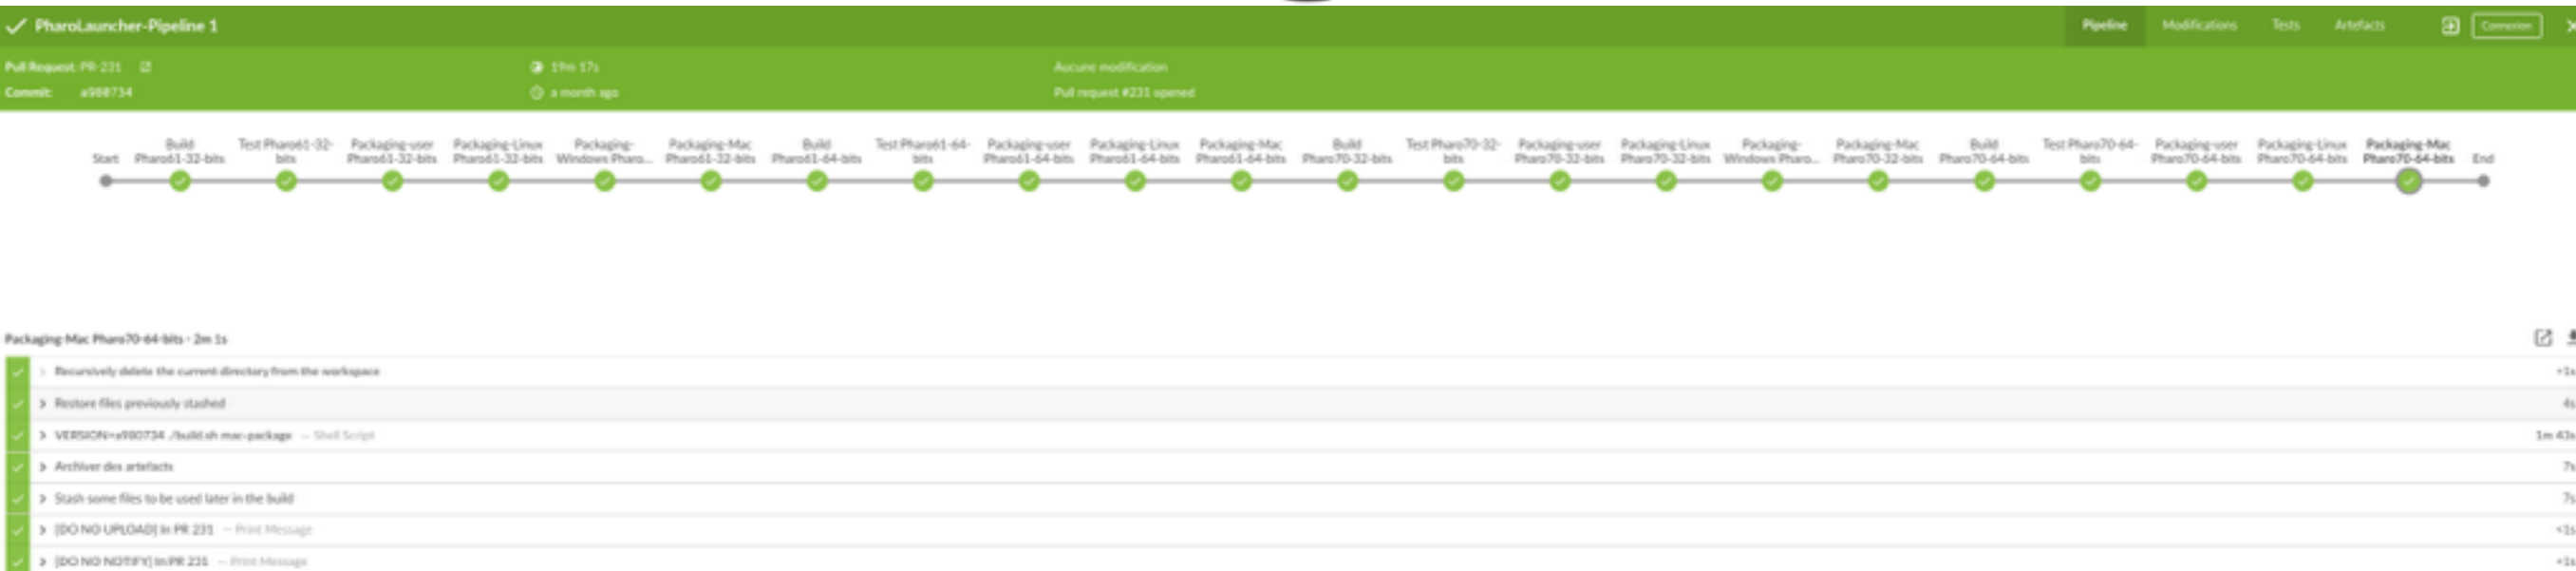 PharoLauncher-Pipeline 1
Pipeline Modifications Tests Artefacts Connexion
Pull Request: PR-231 19m 17s Aucune modification
Commit: a980734 a month ago Pull request #231 opened
Start
Build Pharo61-32-bits
Test Pharo61-32-bits
Packaging-user Pharo61-32-bits
Packaging-Linux Pharo61-32-bits
Packaging-Windows Pharo...
Packaging-Mac Pharo61-32-bits
Build Pharo61-64-bits
Test Pharo61-64-bits
Packaging-user Pharo61-64-bits
Packaging-Linux Pharo61-64-bits
Packaging-Mac Pharo61-64-bits
Build Pharo70-32-bits
Test Pharo70-32-bits
Packaging-user Pharo70-32-bits
Packaging-Linux Pharo70-32-bits
Packaging-Windows Pharo...
Packaging-Mac Pharo70-32-bits
Build Pharo70-64-bits
Test Pharo70-64-bits
Packaging-user Pharo70-64-bits
Packaging-Linux Pharo70-64-bits
Packaging-Mac Pharo70-64-bits
End
Packaging-Mac Pharo70-64-bits - 2m 1s
Recursively delete the current directory from the workspace <1s
Restore files previously stashed 4s
VERSION=a980734 ./build.sh mac-package — Shell Script 1m 43s
Archiver des artefacts 7s
Stash some files to be used later in the build 7s
[DO NO UPLOAD] In PR 231 — Print Message <1s
[DO NO NOTIFY] In PR 231 — Print Message <1s